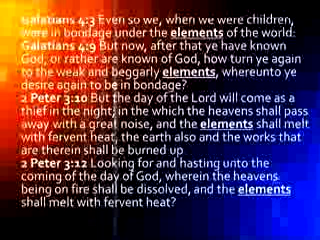 Galatians 4:3 Even so we, when we were children,
were in bondage under the elements of the world:
Galatians 4:9 But now, after that ye have known
God, or rather are known of God, how turn ye again
to the weak and beggarly elements, whereunto ye
desire again to be in bondage?
2 Peter 3:10 But the day of the Lord will come as a
thief in the night; in the which the heavens shall pass
away with a great noise, and the elements shall melt
with fervent heat, the earth also and the works that
are therein shall be burned up
2 Peter 3:12 Looking for and hasting unto the
coming of the day of God, wherein the heavens
being on fire shall be dissolved, and the elements
shall melt with fervent heat?